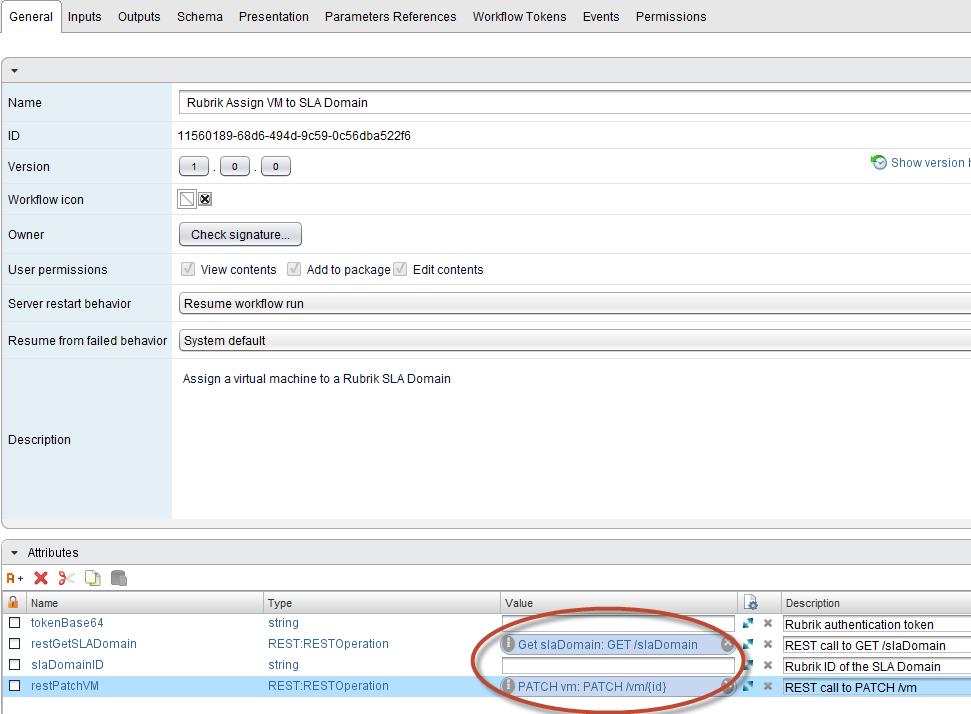 General Inputs Outputs Schema Presentation Parameters References Workflow Tokens Events Permissions
Name Rubrik Assign VM to SLA Domain
ID 11560189-68d6-494d-9c59-0c56dba522f6
Version 1 . 0 . 0 Show version h
Workflow icon
Owner Check signature...
User permissions View contents Add to package Edit contents
Server restart behavior Resume workflow run
Resume from failed behavior System default
Assign a virtual machine to a Rubrik SLA Domain
Description
Attributes
A+
Name Type Value Description
tokenBase64 string Rubrik authentication token
restGetSLADomain REST:RESTOperation Get slaDomain: GET /slaDomain REST call to GET /slaDomain
slaDomainID string Rubrik ID of the SLA Domain
restPatchVM REST:RESTOperation PATCH vm: PATCH /vm/{id} REST call to PATCH /vm